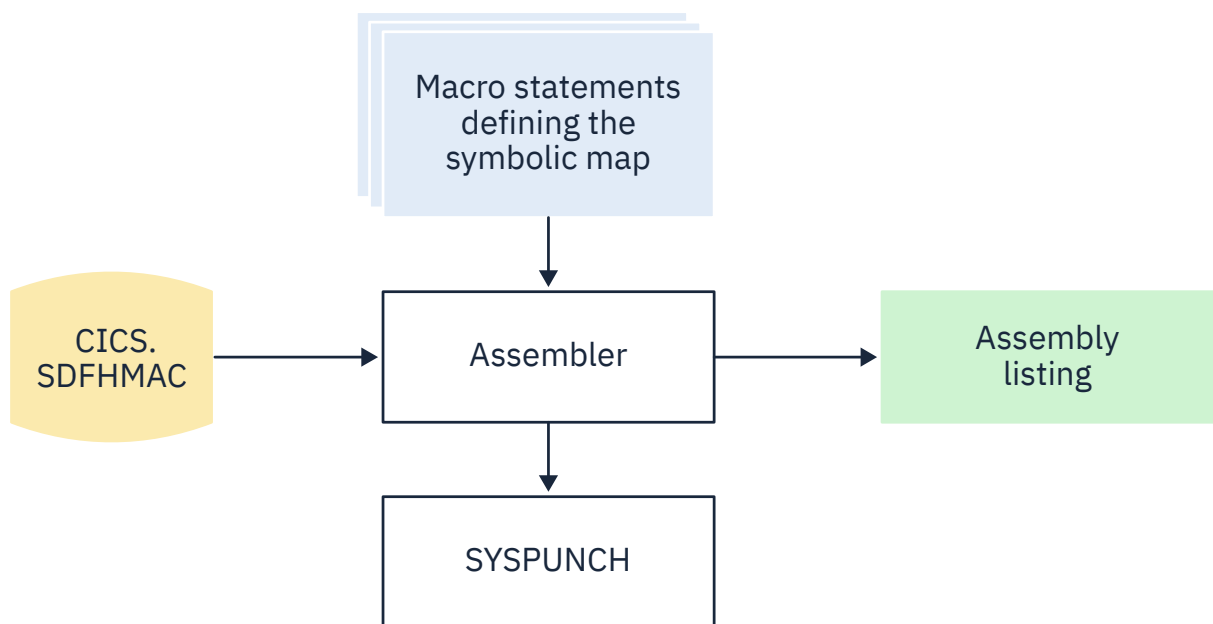 Macro statements
defining the
symbolic map
CICS.
SDFHMAC
Assembler
Assembly
listing
SYSPUNCH